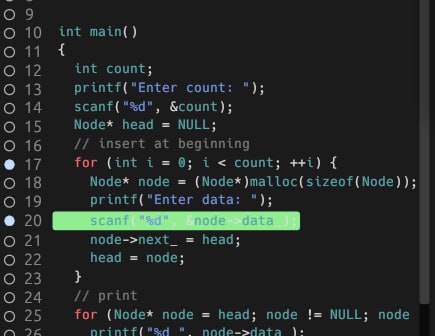 9
10 int main()
11 {
12 int count;
13 printf("Enter count: ");
14 scanf("%d", &count);
15 Node* head = NULL;
16 // insert at beginning
17 for (int i = 0; i < count; ++i) {
18 Node* node = (Node*)malloc(sizeof(Node));
19 printf("Enter data: ");
20 scanf("%d", &node->data_);
21 node->next_ = head;
22 head = node;
23 }
24 // print
25 for (Node* node = head; node != NULL; node
26 printf("%d ", node->data_);